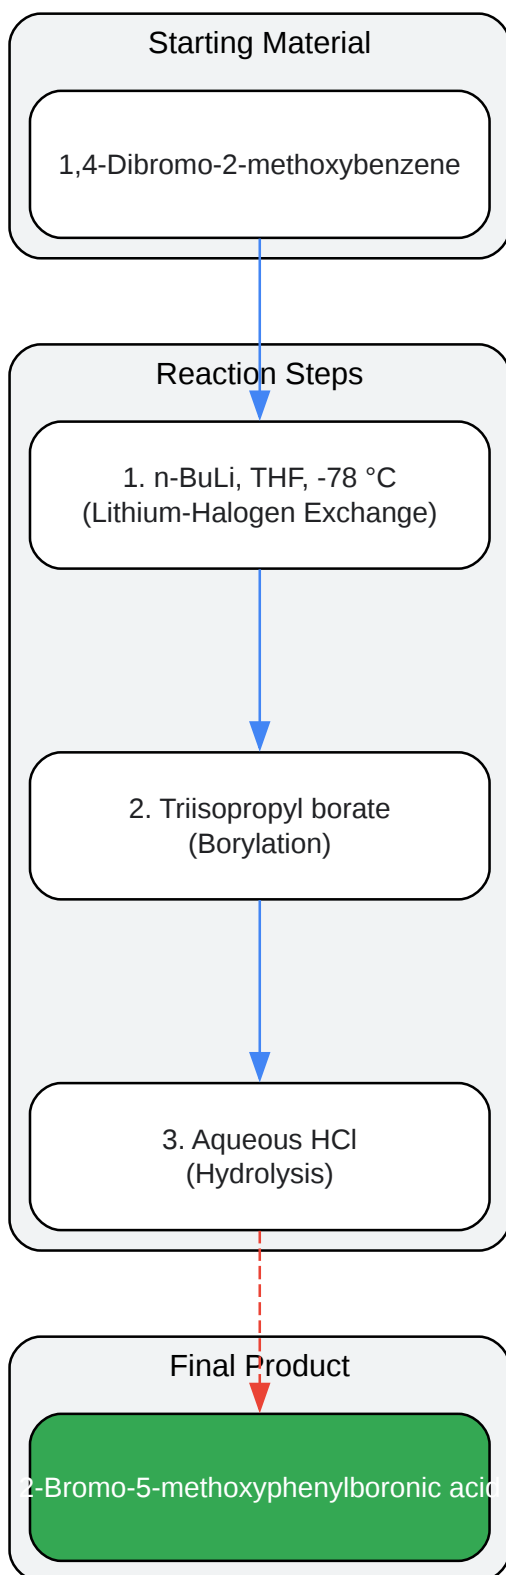 Starting Material
1,4-Dibromo-2-methoxybenzene
Reaction Steps
1. n-BuLi, THF, -78 °C
(Lithium-Halogen Exchange)
2. Triisopropyl borate
(Borylation)
3. Aqueous HCl
(Hydrolysis)
Final Product
2-Bromo-5-methoxyphenylboronic acid